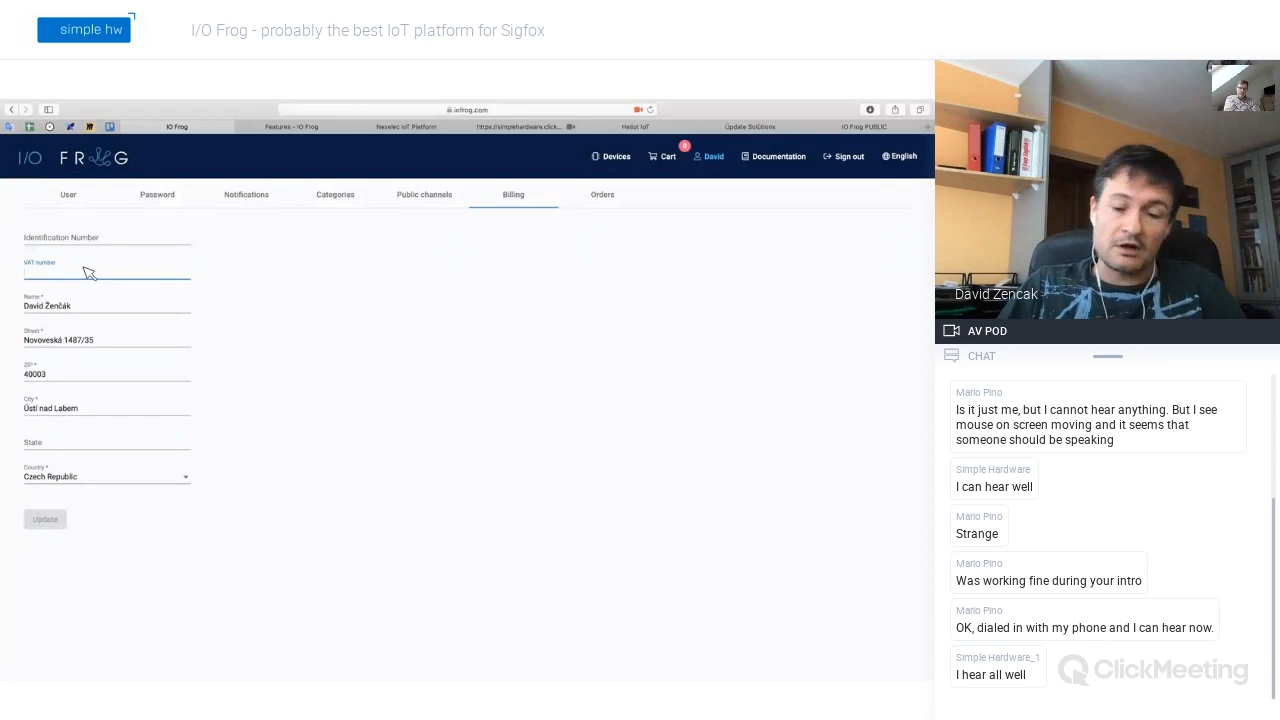 simple hw
I/O Frog - probably the best IoT platform for Sigfox
iofrog.com
IO Frog
Features - IO Frog
Nexelec IoT Platform
https://simplehardware.click...
Hello! IoT
Update Solutions
IO Frog PUBLIC
I/O FROG
Devices
Cart
8
David
Documentation
Sign out
English
User
Password
Notifications
Categories
Public channels
Billing
Orders
Identification Number
VAT number
Name *
David Ženčák
Street *
Novoveská 1487/35
ZIP *
40003
City *
Ústí nad Labem
State
Country *
Czech Republic
Update
David Zencak
AV POD
CHAT
Mario Pino
Is it just me, but I cannot hear anything. But I see
mouse on screen moving and it seems that
someone should be speaking
Simple Hardware
I can hear well
Mario Pino
Strange
Mario Pino
Was working fine during your intro
Mario Pino
OK, dialed in with my phone and I can hear now.
Simple Hardware_1
I hear all well
ClickMeeting